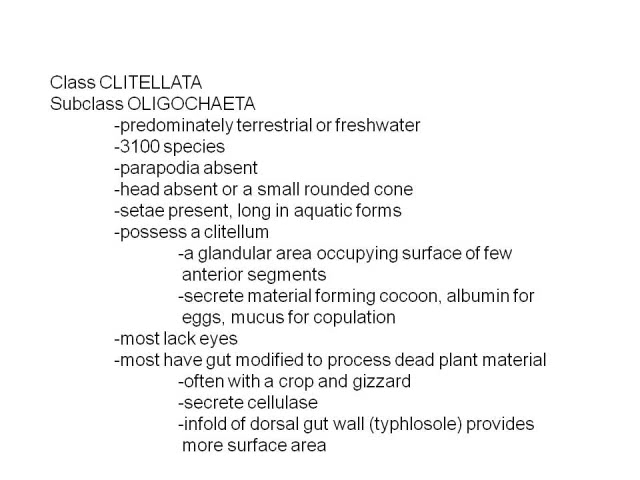 Class CLITELLATA
Subclass OLIGOCHAETA
-predominately terrestrial or freshwater
-3100 species
-parapodia absent
-head absent or a small rounded cone
-setae present, long in aquatic forms
-possess a clitellum
-a glandular area occupying surface of few
anterior segments
-secrete material forming cocoon, albumin for
eggs, mucus for copulation
-most lack eyes
-most have gut modified to process dead plant material
-often with a crop and gizzard
-secrete cellulase
-infold of dorsal gut wall (typhlosole) provides
more surface area